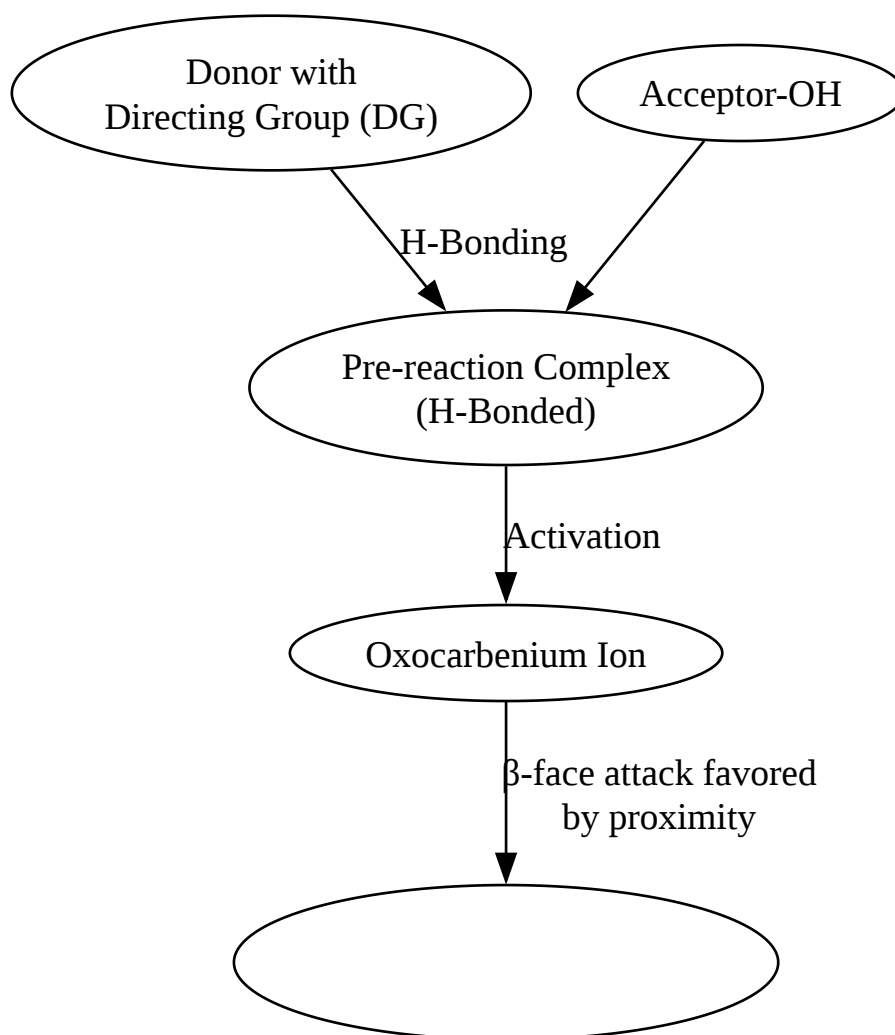 Donor with
Directing Group (DG)
Acceptor-OH
H-Bonding
Pre-reaction Complex
(H-Bonded)
Activation
Oxocarbenium Ion
β-face attack favored
by proximity